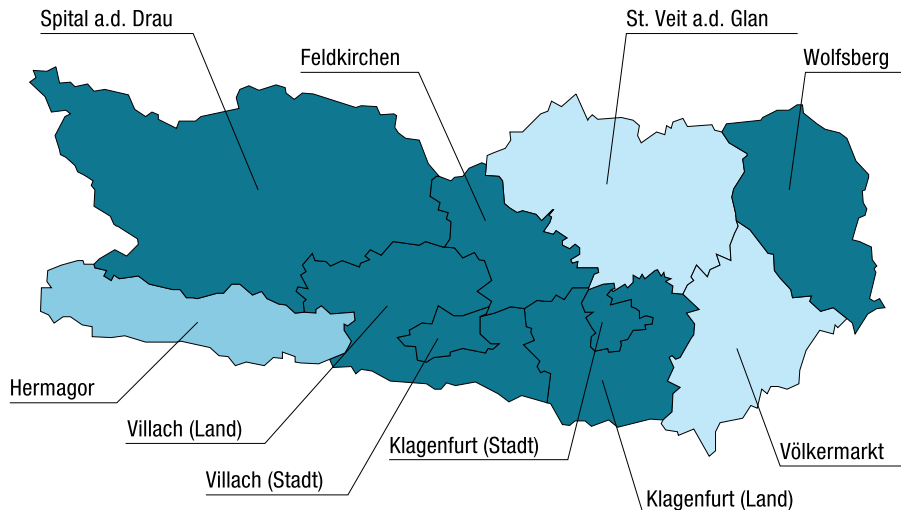 Spital a.d. Drau
St. Veit a.d. Glan
Feldkirchen
Wolfsberg
Hermagor
Villach (Land)
Klagenfurt (Stadt)
Völkermarkt
Villach (Stadt)
Klagenfurt (Land)